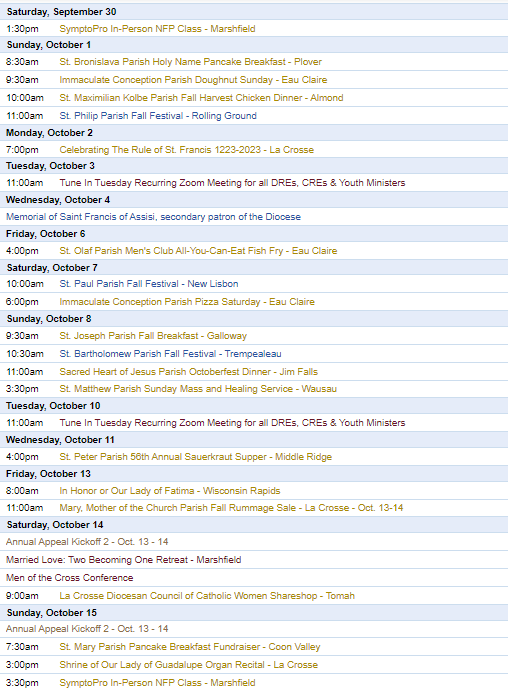 Saturday, September 30
1:30pm SymptoPro In-Person NFP Class - Marshfield
Sunday, October 1
8:30am St. Bronislava Parish Holy Name Pancake Breakfast - Plover
9:30am Immaculate Conception Parish Doughnut Sunday - Eau Claire
10:00am St. Maximilian Kolbe Parish Fall Harvest Chicken Dinner - Almond
11:00am St. Philip Parish Fall Festival - Rolling Ground
Monday, October 2
7:00pm Celebrating The Rule of St. Francis 1223-2023 - La Crosse
Tuesday, October 3
11:00am Tune In Tuesday Recurring Zoom Meeting for all DREs, CREs & Youth Ministers
Wednesday, October 4
Memorial of Saint Francis of Assisi, secondary patron of the Diocese
Friday, October 6
4:00pm St. Olaf Parish Men's Club All-You-Can-Eat Fish Fry - Eau Claire
Saturday, October 7
10:00am St. Paul Parish Fall Festival - New Lisbon
6:00pm Immaculate Conception Parish Pizza Saturday - Eau Claire
Sunday, October 8
9:30am St. Joseph Parish Fall Breakfast - Galloway
10:30am St. Bartholomew Parish Fall Festival - Trempealeau
11:00am Sacred Heart of Jesus Parish Octoberfest Dinner - Jim Falls
3:30pm St. Matthew Parish Sunday Mass and Healing Service - Wausau
Tuesday, October 10
11:00am Tune In Tuesday Recurring Zoom Meeting for all DREs, CREs & Youth Ministers
Wednesday, October 11
4:00pm St. Peter Parish 56th Annual Sauerkraut Supper - Middle Ridge
Friday, October 13
8:00am In Honor or Our Lady of Fatima - Wisconsin Rapids
11:00am Mary, Mother of the Church Parish Fall Rummage Sale - La Crosse - Oct. 13-14
Saturday, October 14
Annual Appeal Kickoff 2 - Oct. 13 - 14
Married Love: Two Becoming One Retreat - Marshfield
Men of the Cross Conference
9:00am La Crosse Diocesan Council of Catholic Women Shareshop - Tomah
Sunday, October 15
Annual Appeal Kickoff 2 - Oct. 13 - 14
7:30am St. Mary Parish Pancake Breakfast Fundraiser - Coon Valley
3:00pm Shrine of Our Lady of Guadalupe Organ Recital - La Crosse
3:30pm SymptoPro In-Person NFP Class - Marshfield